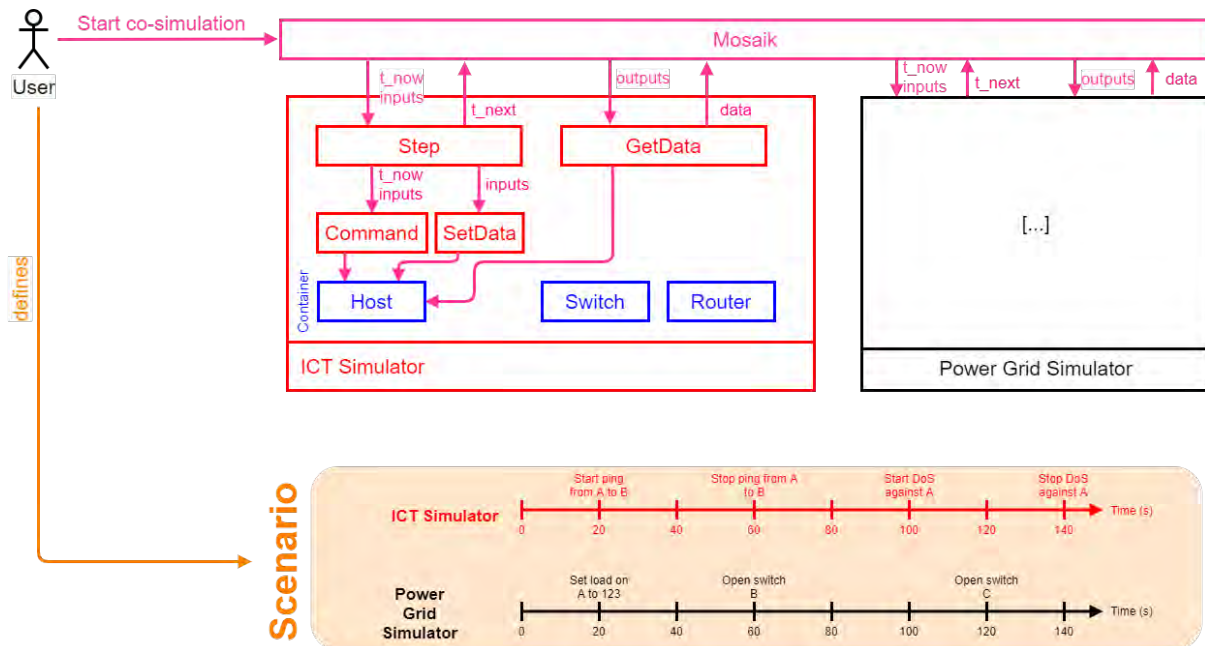 Start co-simulation
Mosaik
User
t_now
inputs
t_next
outputs
data
t_now
inputs
t_next
outputs
data
Step
GetData
t_now
inputs
inputs
Command
SetData
[...]
Container
Host
Switch
Router
defines
ICT Simulator
Power Grid Simulator
Scenario
Start ping
from A to B
Stop ping from A
to B
Start DoS
against A
Stop DoS
against A
ICT Simulator
Time (s)
0 20 40 60 80 100 120 140
Set load on
A to 123
Open switch
B
Open switch
C
Power
Grid
Simulator
Time (s)
0 20 40 60 80 100 120 140